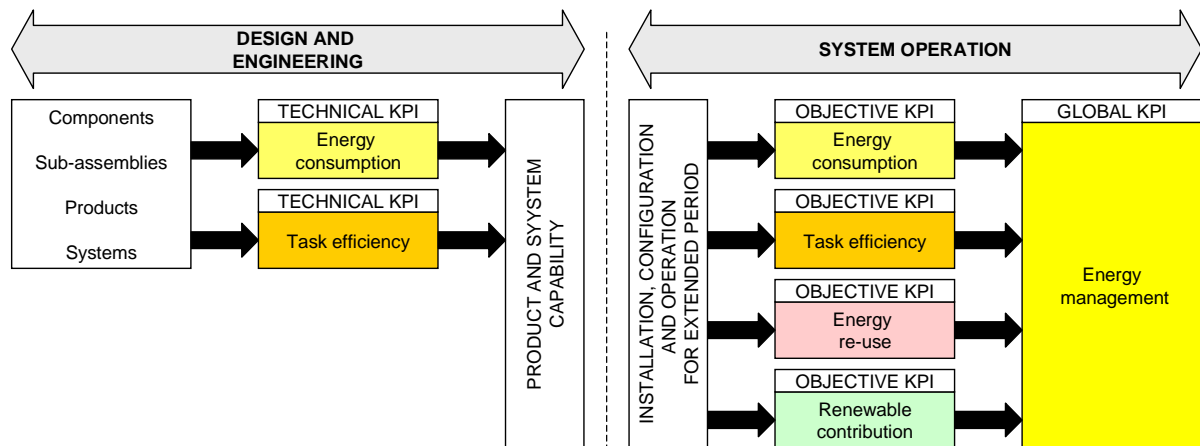 DESIGN AND
ENGINEERING
SYSTEM OPERATION
Components
Sub-assemblies
Products
Systems
TECHNICAL KPI
Energy
consumption
TECHNICAL KPI
Task efficiency
PRODUCT AND SYYSTEM
CAPABILITY
INSTALLATION, CONFIGURATION
AND OPERATION
FOR EXTENDED PERIOD
OBJECTIVE KPI
Energy
consumption
OBJECTIVE KPI
Task efficiency
OBJECTIVE KPI
Energy
re-use
OBJECTIVE KPI
Renewable
contribution
GLOBAL KPI
Energy
management